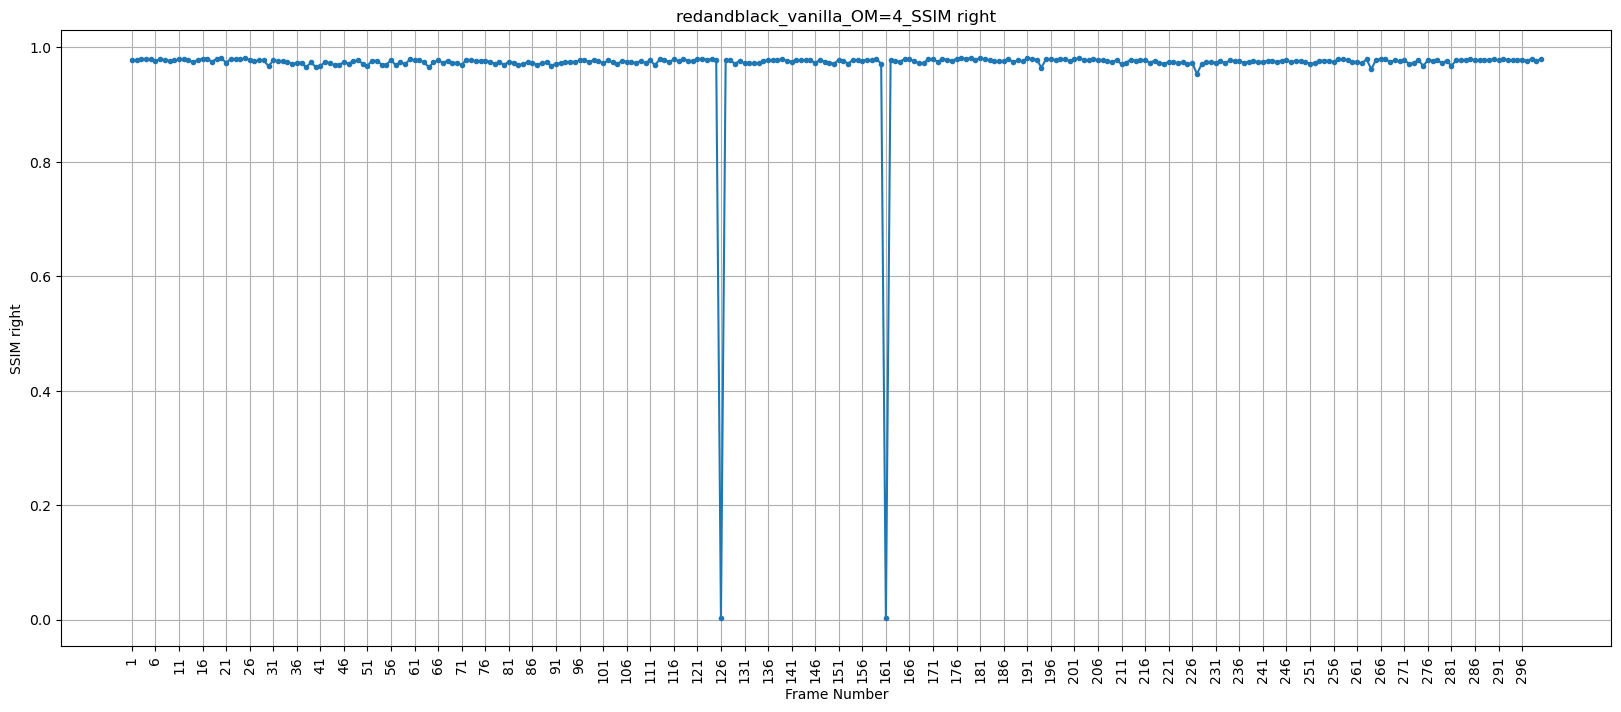 redandblack_vanilla_OM=4_SSIM right
1.0
0.8
0.6
0.4
0.2
0.0
SSIM right
1 6 11 16 21 26 31 36 41 46 51 56 61 66 71 76 81 86 91 96 101 106 111 116 121 126 131 136 141 146 151 156 161 166 171 176 181 186 191 196 201 206 211 216 221 226 231 236 241 246 251 256 261 266 271 276 281 286 291 296
Frame Number